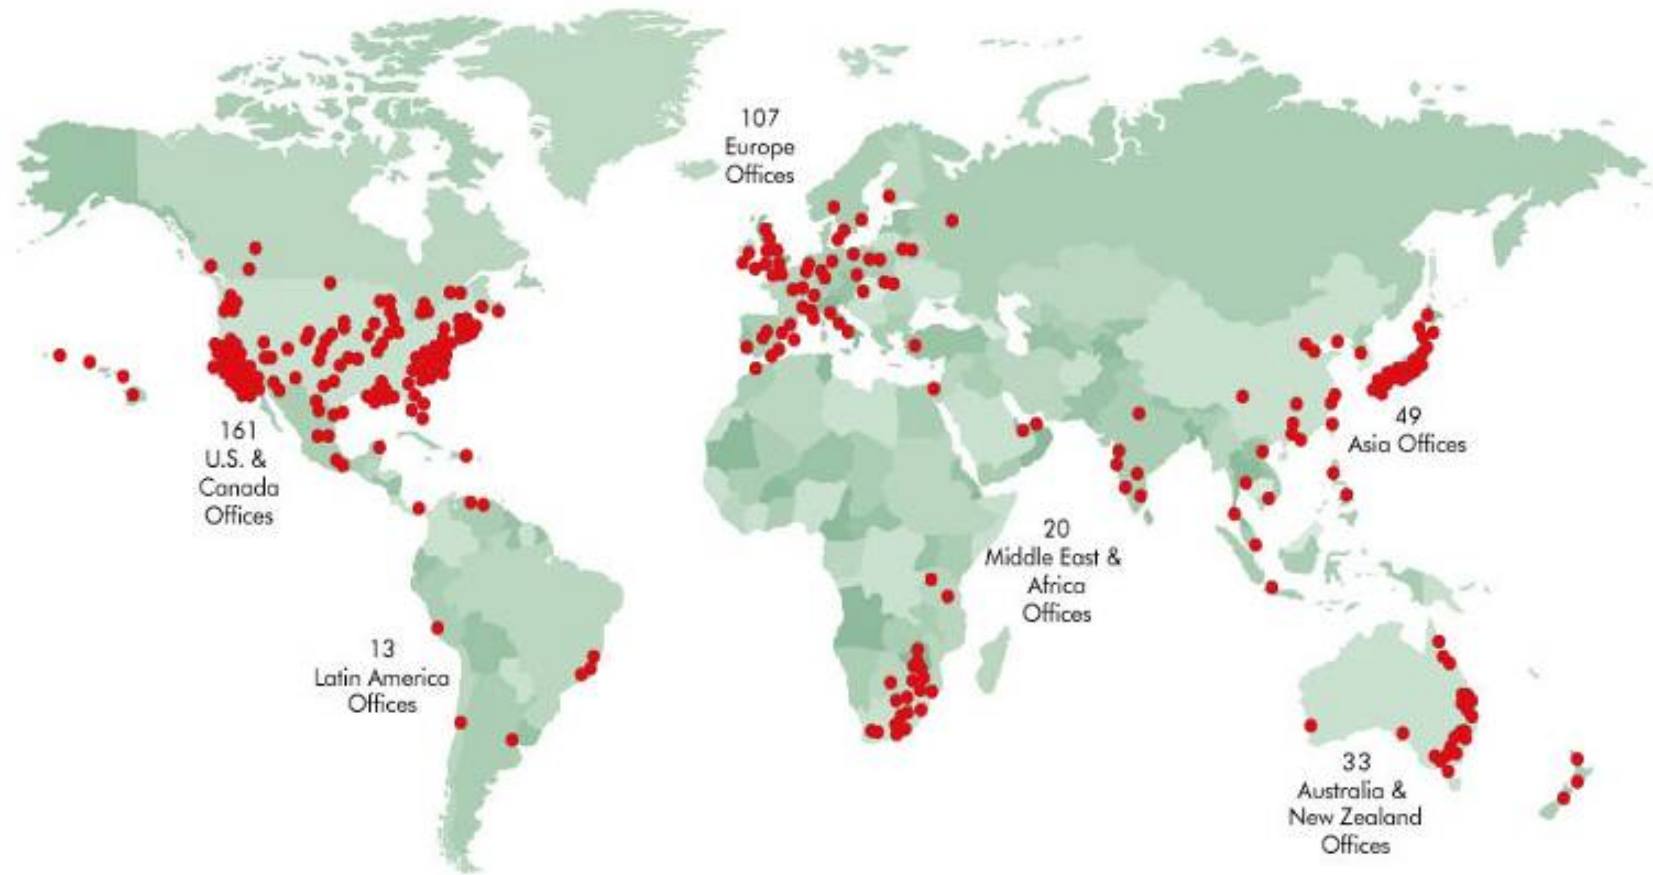 107
Europe
Offices
161
U.S. &
Canada
Offices
49
Asia Offices
20
Middle East &
Africa
Offices
13
Latin America
Offices
33
Australia &
New Zealand
Offices